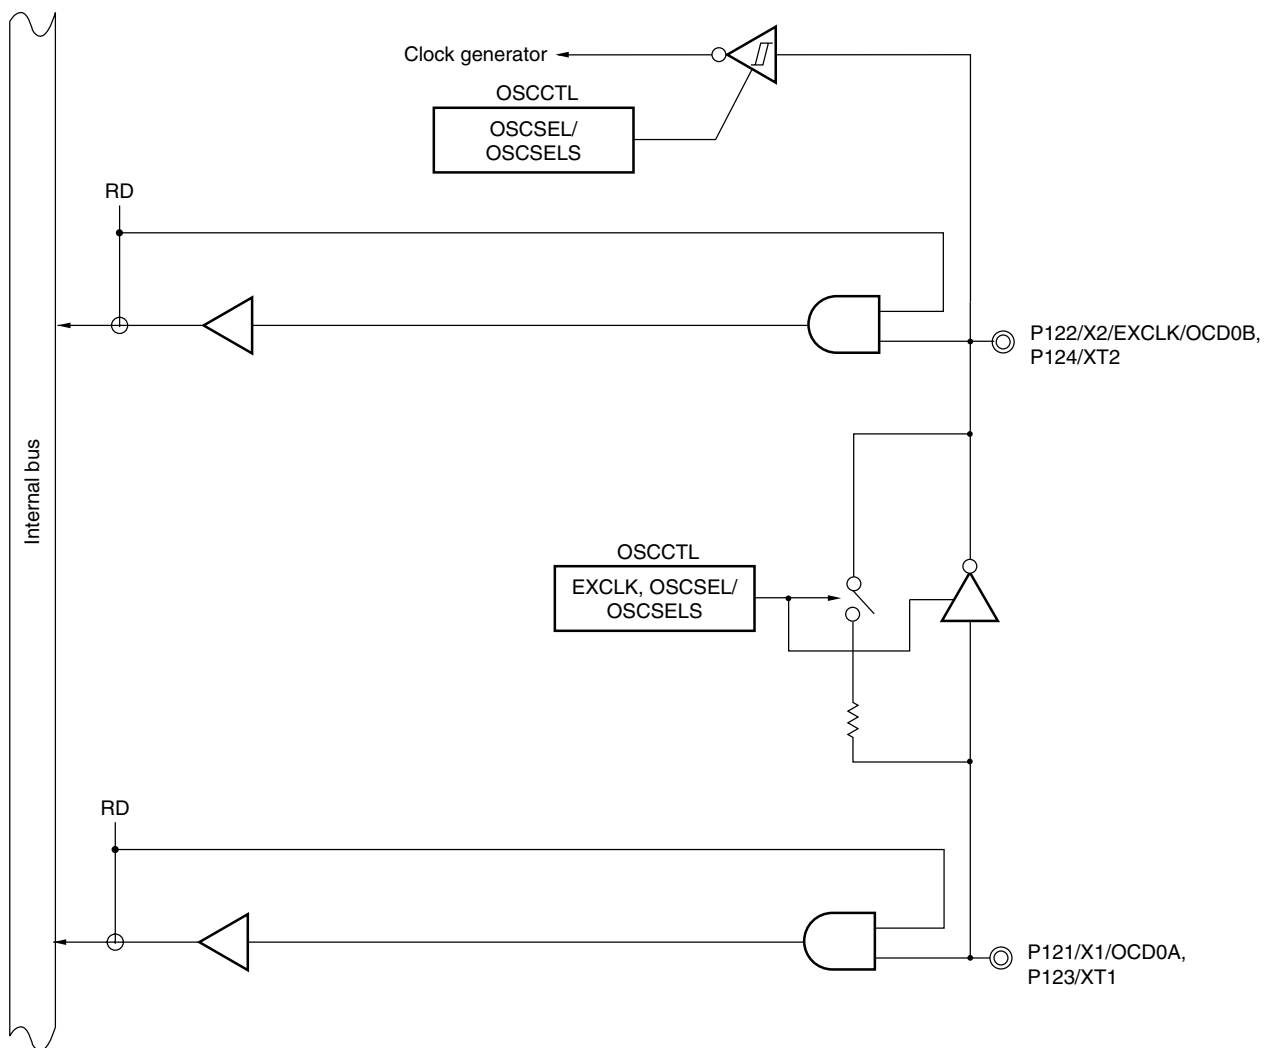 Clock generator
OSCCTL
OSCSEL/
OSCSELS
RD
P122/X2/EXCLK/OCD0B,
P124/XT2
Internal bus
OSCCTL
EXCLK, OSCSEL/
OSCSELS
RD
P121/X1/OCD0A,
P123/XT1